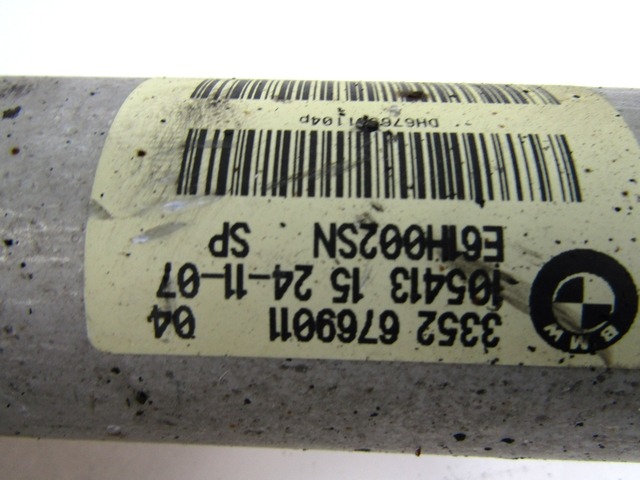 BMW
3352 6769011 04
105413 15 24-11-07
E61H002SN SP